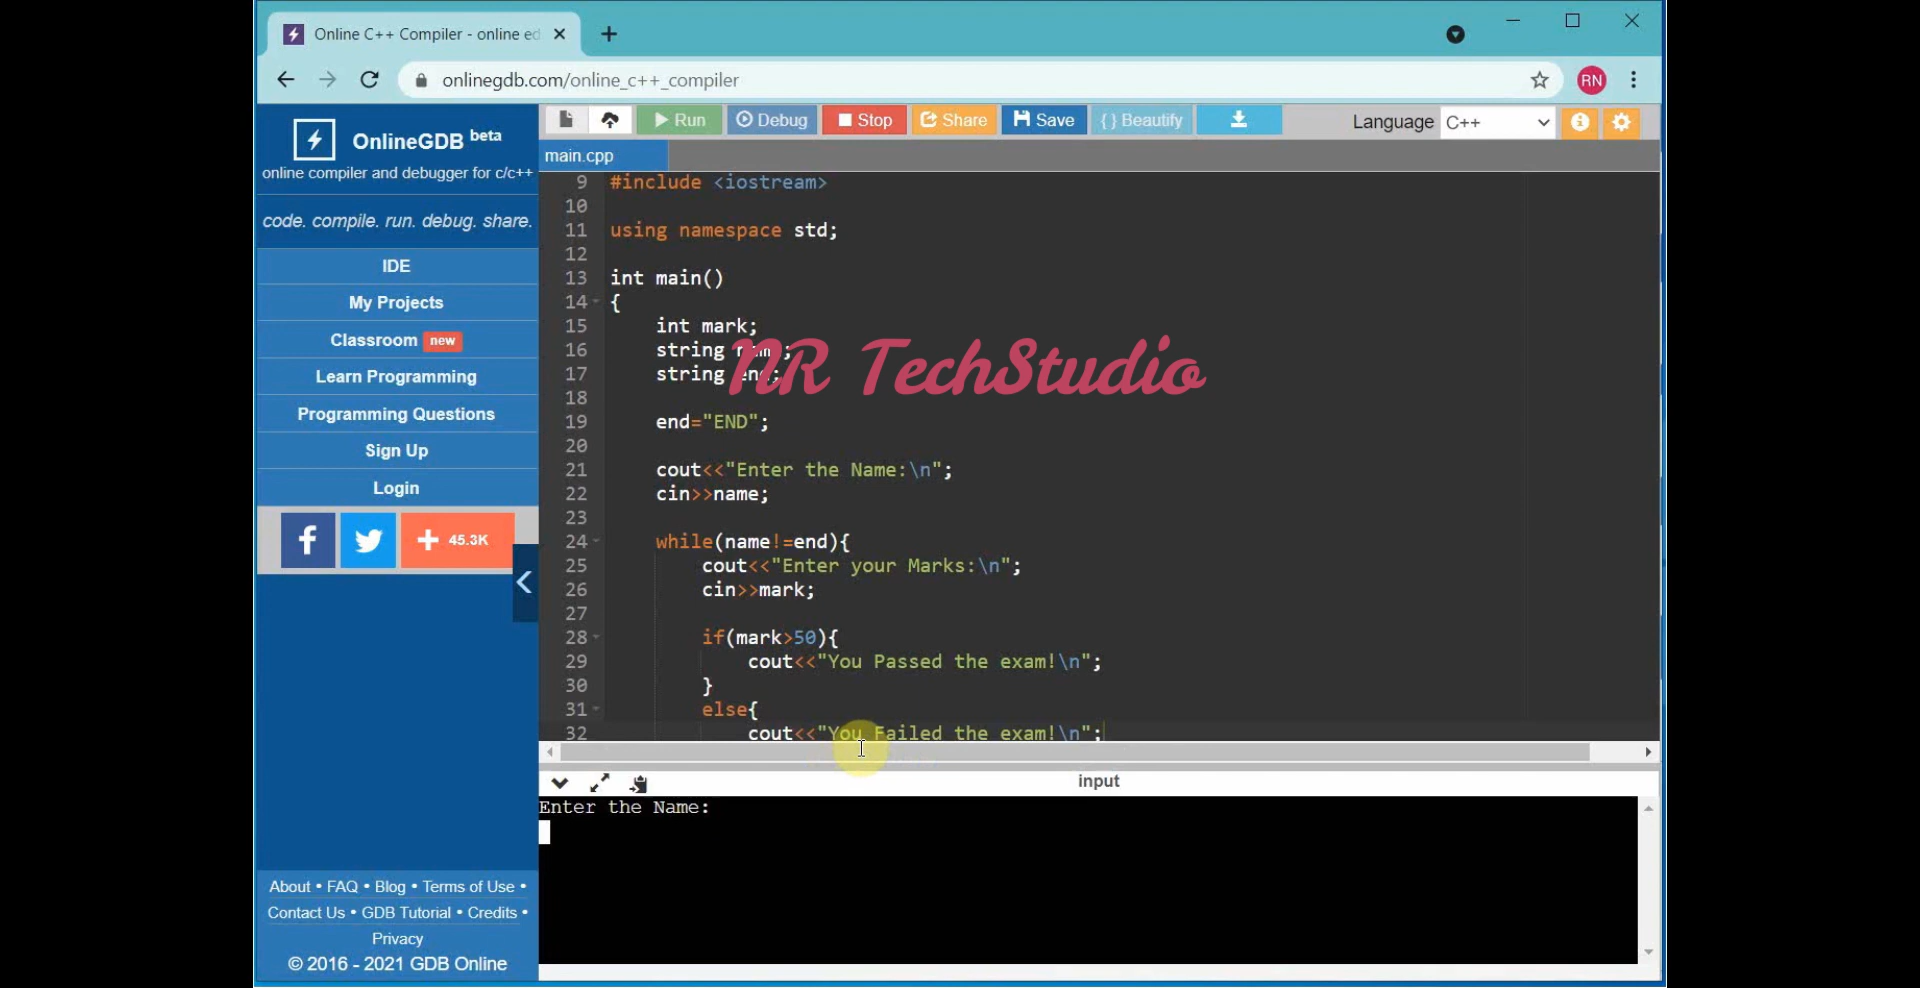 Online C++ Compiler - online ed
onlinegdb.com/online_c++_compiler
RN
OnlineGDB beta
online compiler and debugger for c/c++
code. compile. run. debug. share.
IDE
My Projects
Classroom new
Learn Programming
Programming Questions
Sign Up
Login
f
+ 45.3K
About • FAQ • Blog • Terms of Use •
Contact Us • GDB Tutorial • Credits •
Privacy
© 2016 - 2021 GDB Online
Run Debug Stop Share Save {} Beautify Language C++
main.cpp
9 #include <iostream>
10
11 using namespace std;
12
13 int main()
14 {
15 int mark;
16 string
17 string
18
19 end="END";
20
21 cout<<"Enter the Name:\n";
22 cin>>name;
23
24 while(name!=end){
25 cout<<"Enter your Marks:\n";
26 cin>>mark;
27
28 if(mark>50){
29 cout<<"You Passed the exam!\n";
30 }
31 else{
32 cout<<"You Failed the exam!\n";
NR TechStudio
input
Enter the Name: